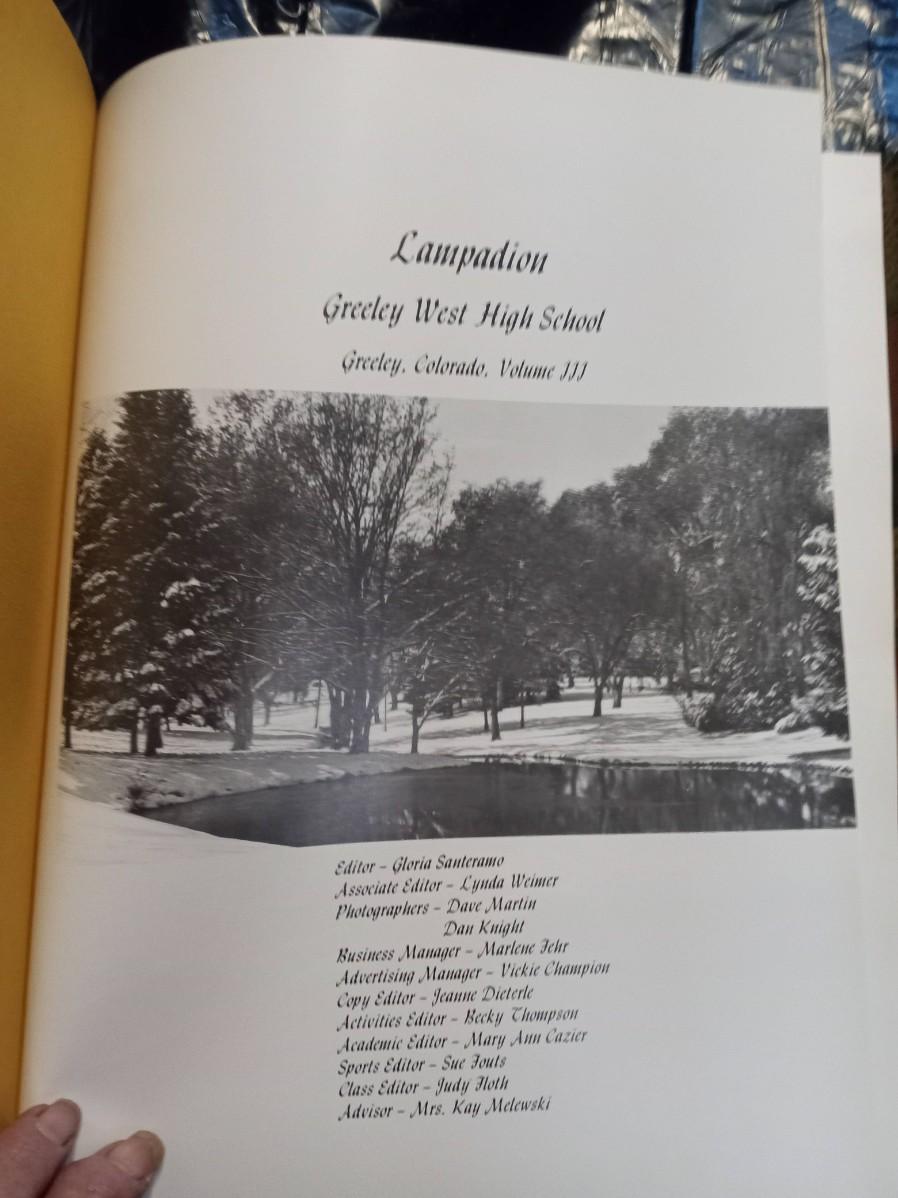 Lampadion
Greeley West High School
Greeley, Colorado, Volume III
Editor – Gloria Santeramo
Associate Editor – Lynda Weimer
Photographers – Dave Martin
Dan Knight
Business Manager – Marlene Fehr
Advertising Manager – Vickie Champion
Copy Editor – Jeanne Dieterle
Activities Editor – Becky Thompson
Academic Editor – Mary Ann Cazier
Sports Editor – Sue Fouts
Class Editor – Judy Floth
Advisor – Mrs. Kay Melewski